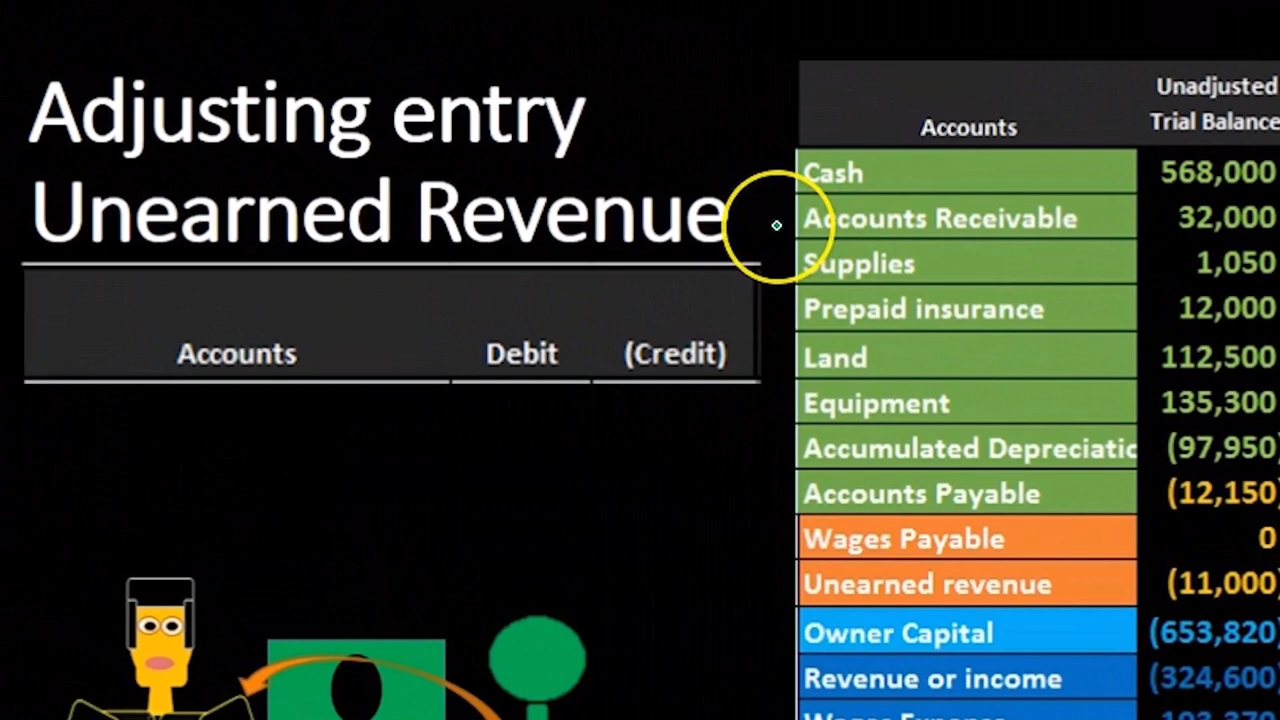 Adjusting entry
Unearned Revenue
Accounts Debit (Credit)
Accounts Unadjusted Trial Balance
Cash 568,000
Accounts Receivable 32,000
Supplies 1,050
Prepaid insurance 12,000
Land 112,500
Equipment 135,300
Accumulated Depreciatio (97,950)
Accounts Payable (12,150)
Wages Payable 0
Unearned revenue (11,000)
Owner Capital (653,820)
Revenue or income (324,600)